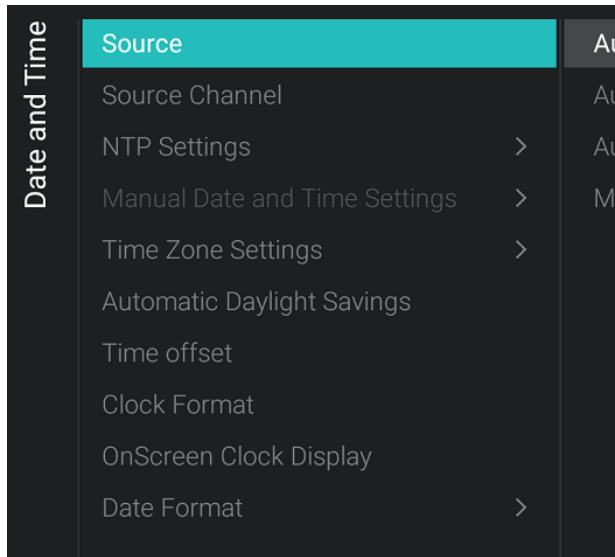 Date and Time
Source
Source Channel
NTP Settings
Manual Date and Time Settings
Time Zone Settings
Automatic Daylight Savings
Time offset
Clock Format
OnScreen Clock Display
Date Format